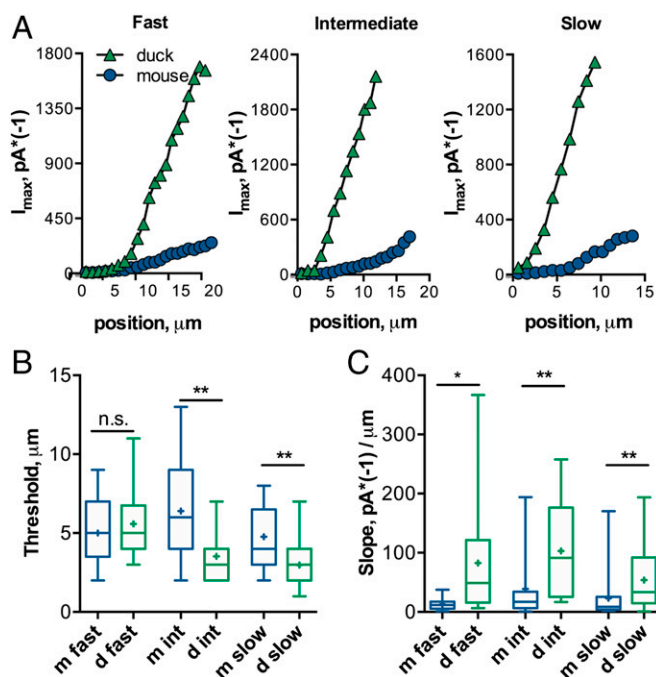 A
Fast
Intermediate
Slow
duck
mouse
I_max, pA*(-1)
1800
1350
900
450
0
0 5 10 15 20
position, μm
I_max, pA*(-1)
2400
1800
1200
600
0
0 5 10 15 20
position, μm
I_max, pA*(-1)
1600
1200
800
400
0
0 5 10 15
position, μm
B
Threshold, μm
15
10
5
0
n.s.
**
**
m fast
d fast
m int
d int
m slow
d slow
C
Slope, pA*(-1) / μm
400
300
200
100
0
*
**
**
m fast
d fast
m int
d int
m slow
d slow